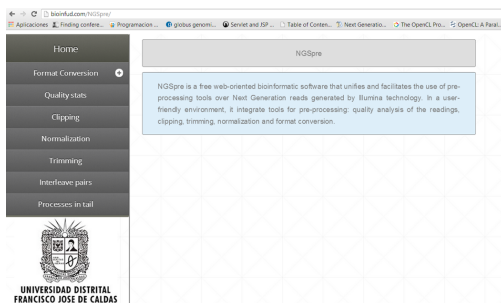 bioinfud.com/NGSpre/
Aplicaciones Finding confere... Programacion ... globus genomi... Servlet and JSP ... Table of Conten... Next Generatio... The OpenCL Pro... OpenCL: A Paral...
Home
Format Conversion
Quality stats
Clipping
Normalization
Trimming
Interleave pairs
Processes in tail
UNIVERSIDAD DISTRITAL
FRANCISCO JOSE DE CALDAS
NGSpre
NGSpre is a free web-oriented bioinformatic software that unifies and facilitates the use of pre-
processing tools over Next Generation reads generated by Illumina technology. In a user-
friendly environment, it integrate tools for pre-processing: quality analysis of the readings,
clipping, trimming, normalization and format conversion.